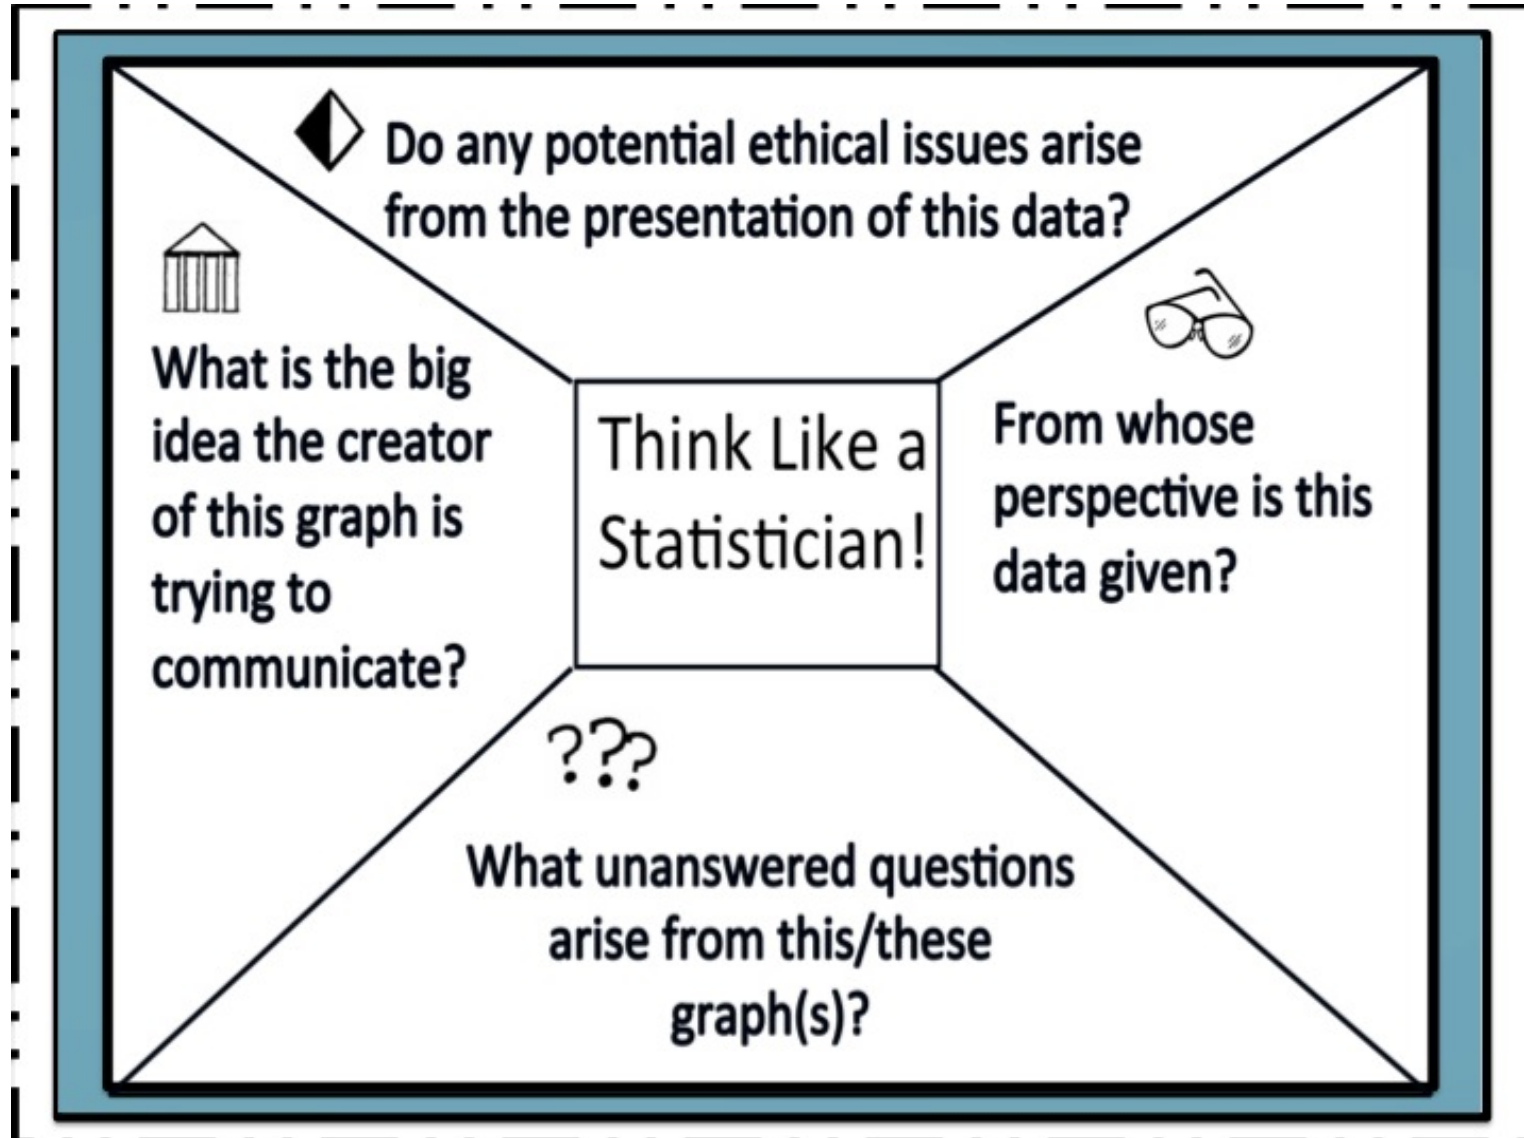 Do any potential ethical issues arise
from the presentation of this data?
What is the big
idea the creator
of this graph is
trying to
communicate?
Think Like a
Statistician!
From whose
perspective is this
data given?
???
What unanswered questions
arise from this/these
graph(s)?